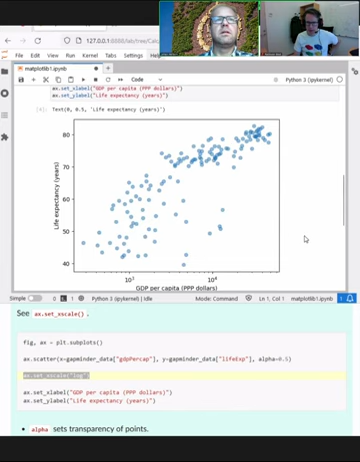 127.0.0.1:8888/lab/tree/Calc
File Edit View Run Kernel Tabs Settings Help
matplotlib1.ipynb
Code
Python 3 (ipykernel)
ax.set_xlabel("GDP per capita (PPP dollars)")
ax.set_ylabel("Life expectancy (years)")
Text(0, 0.5, 'Life expectancy (years)')
80
70
60
50
40
Life expectancy (years)
10³
10⁴
GDP per capita (PPP dollars)
Simple
0
1
Python 3 (ipykernel) | Idle
Mode: Command
Ln 1, Col 1
matplotlib1.ipynb
See ax.set_xscale() .
fig, ax = plt.subplots()
ax.scatter(x=gapminder_data["gdpPercap"], y=gapminder_data["lifeExp"], alpha=0.5)
ax.set_xscale("log")
ax.set_xlabel("GDP per capita (PPP dollars)")
ax.set_ylabel("Life expectancy (years)")
• alpha sets transparency of points.